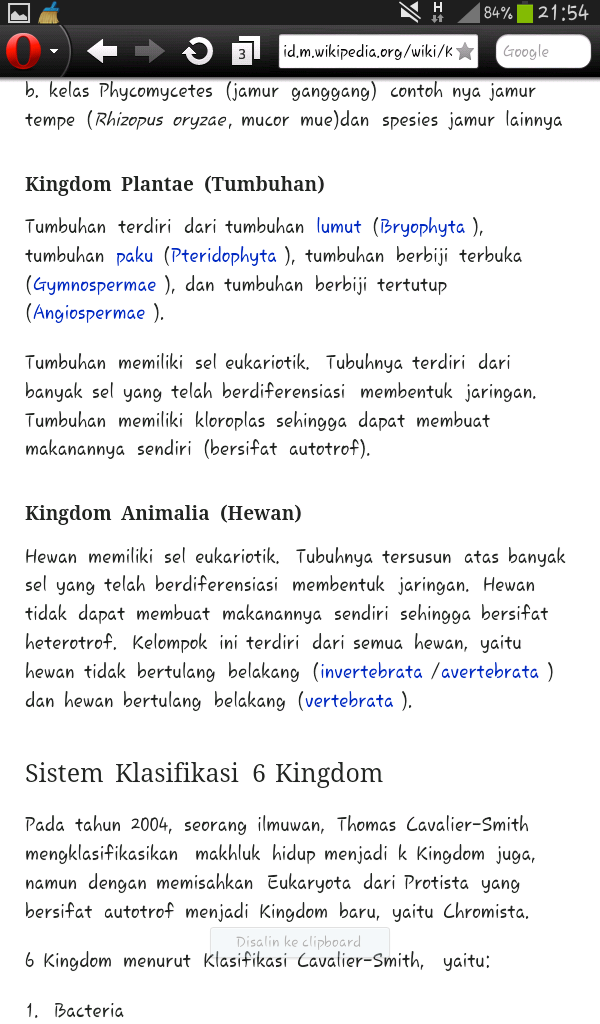 H
84% 21:54
3 id.m.wikipedia.org/wiki/K Google
b. kelas Phycomycetes (jamur ganggang) contoh nya jamur
tempe (Rhizopus oryzae, mucor mue)dan spesies jamur lainnya
Kingdom Plantae (Tumbuhan)
Tumbuhan terdiri dari tumbuhan lumut (Bryophyta ),
tumbuhan paku (Pteridophyta ), tumbuhan berbiji terbuka
(Gymnospermae ), dan tumbuhan berbiji tertutup
(Angiospermae ).
Tumbuhan memiliki sel eukariotik. Tubuhnya terdiri dari
banyak sel yang telah berdiferensiasi membentuk jaringan.
Tumbuhan memiliki kloroplas sehingga dapat membuat
makanannya sendiri (bersifat autotrof).
Kingdom Animalia (Hewan)
Hewan memiliki sel eukariotik. Tubuhnya tersusun atas banyak
sel yang telah berdiferensiasi membentuk jaringan. Hewan
tidak dapat membuat makanannya sendiri sehingga bersifat
heterotrof. Kelompok ini terdiri dari semua hewan, yaitu
hewan tidak bertulang belakang (invertebrata /avertebrata )
dan hewan bertulang belakang (vertebrata ).
Sistem Klasifikasi 6 Kingdom
Pada tahun 2004, seorang ilmuwan, Thomas Cavalier-Smith
mengklasifikasikan makhluk hidup menjadi k Kingdom juga,
namun dengan memisahkan Eukaryota dari Protista yang
bersifat autotrof menjadi Kingdom baru, yaitu Chromista.
Disalin ke clipboard
6 Kingdom menurut Klasifikasi Cavalier-Smith, yaitu:
1. Bacteria